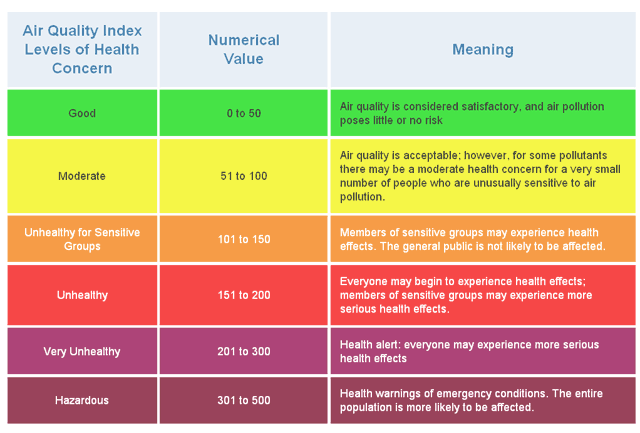 Air Quality Index
Levels of Health
Concern
Numerical
Value
Meaning
Good
0 to 50
Air quality is considered satisfactory, and air pollution
poses little or no risk
Moderate
51 to 100
Air quality is acceptable; however, for some pollutants
there may be a moderate health concern for a very small
number of people who are unusually sensitive to air
pollution.
Unhealthy for Sensitive
Groups
101 to 150
Members of sensitive groups may experience health
effects. The general public is not likely to be affected.
Unhealthy
151 to 200
Everyone may begin to experience health effects;
members of sensitive groups may experience more
serious health effects.
Very Unhealthy
201 to 300
Health alert: everyone may experience more serious
health effects
Hazardous
301 to 500
Health warnings of emergency conditions. The entire
population is more likely to be affected.